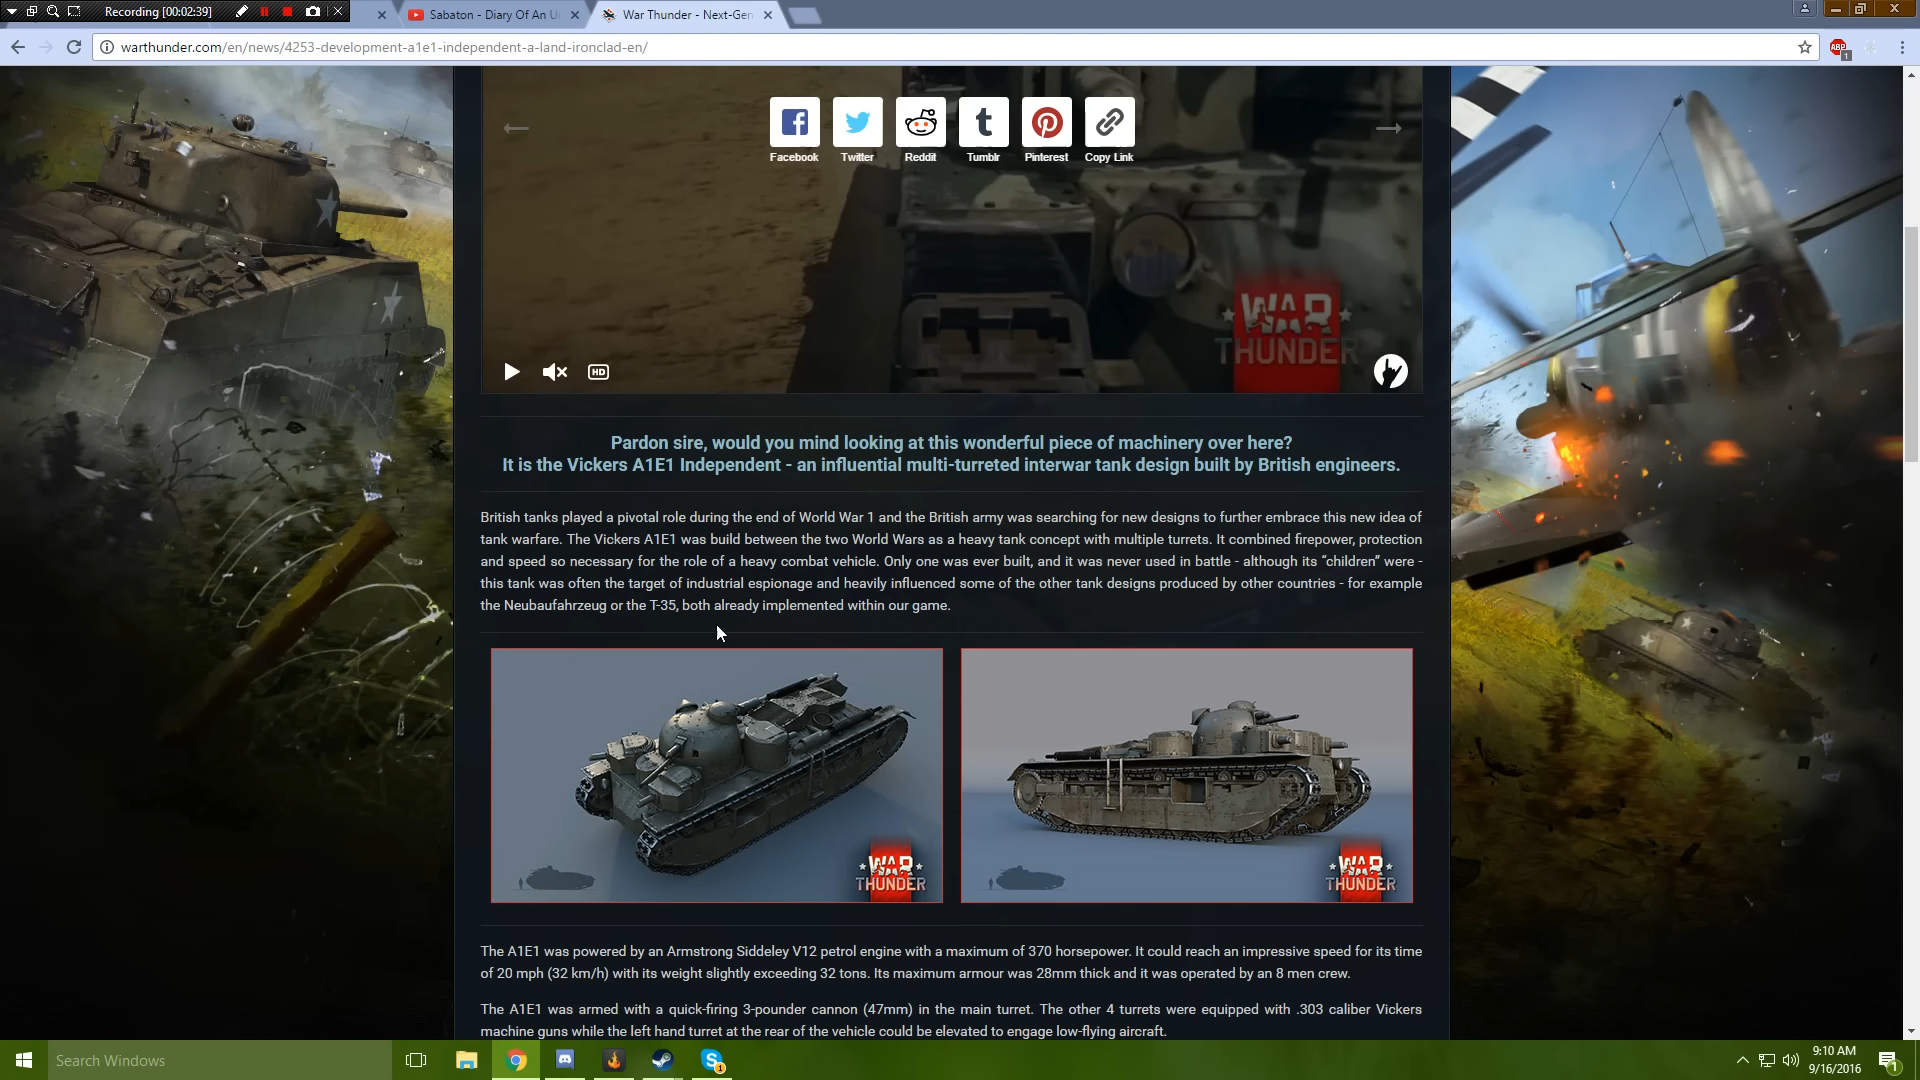 Recording [00:02:39]
Sabaton - Diary Of An U
War Thunder - Next-Gen
warthunder.com/en/news/4253-development-a1e1-independent-a-land-ironclad-en/
ABP
1
Facebook
Twitter
Reddit
Tumblr
Pinterest
Copy Link
WAR
THUNDER
HD
Pardon sire, would you mind looking at this wonderful piece of machinery over here?
It is the Vickers A1E1 Independent - an influential multi-turreted interwar tank design built by British engineers.
British tanks played a pivotal role during the end of World War 1 and the British army was searching for new designs to further embrace this new idea of
tank warfare. The Vickers A1E1 was build between the two World Wars as a heavy tank concept with multiple turrets. It combined firepower, protection
and speed so necessary for the role of a heavy combat vehicle. Only one was ever built, and it was never used in battle - although its “children” were -
this tank was often the target of industrial espionage and heavily influenced some of the other tank designs produced by other countries - for example
the Neubaufahrzeug or the T-35, both already implemented within our game.
WAR
THUNDER
WAR
THUNDER
The A1E1 was powered by an Armstrong Siddeley V12 petrol engine with a maximum of 370 horsepower. It could reach an impressive speed for its time
of 20 mph (32 km/h) with its weight slightly exceeding 32 tons. Its maximum armour was 28mm thick and it was operated by an 8 men crew.
The A1E1 was armed with a quick-firing 3-pounder cannon (47mm) in the main turret. The other 4 turrets were equipped with .303 caliber Vickers
machine guns while the left hand turret at the rear of the vehicle could be elevated to engage low-flying aircraft.
Search Windows
1
9:10 AM
9/16/2016
1